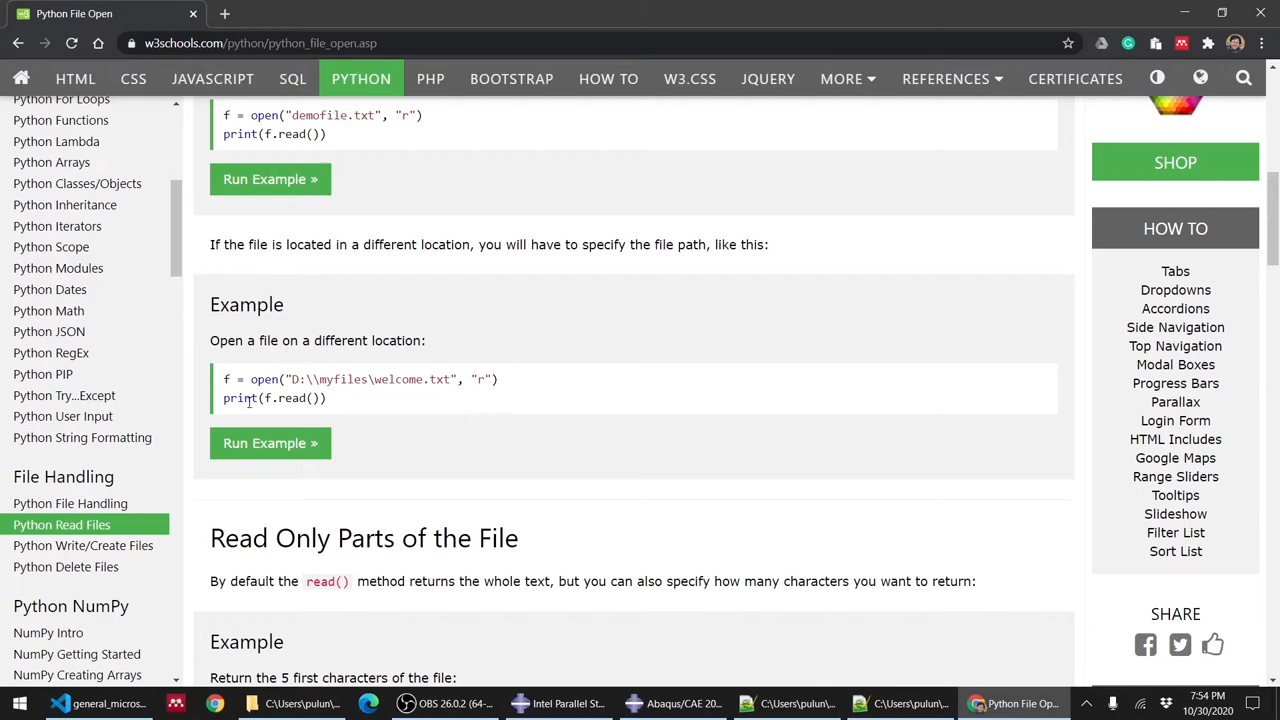 Python File Open
w3schools.com/python/python_file_open.asp
HTML CSS JAVASCRIPT SQL PYTHON PHP BOOTSTRAP HOW TO W3.CSS JQUERY MORE REFERENCES CERTIFICATES
Python For Loops
Python Functions
Python Lambda
Python Arrays
Python Classes/Objects
Python Inheritance
Python Iterators
Python Scope
Python Modules
Python Dates
Python Math
Python JSON
Python RegEx
Python PIP
Python Try...Except
Python User Input
Python String Formatting
File Handling
Python File Handling
Python Read Files
Python Write/Create Files
Python Delete Files
Python NumPy
NumPy Intro
NumPy Getting Started
NumPy Creating Arrays
f = open("demofile.txt", "r")
print(f.read())
Run Example »
If the file is located in a different location, you will have to specify the file path, like this:
Example
Open a file on a different location:
f = open("D:\\myfiles\welcome.txt", "r")
print(f.read())
Run Example »
Read Only Parts of the File
By default the read() method returns the whole text, but you can also specify how many characters you want to return:
Example
Return the 5 first characters of the file:
SHOP
HOW TO
Tabs
Dropdowns
Accordions
Side Navigation
Top Navigation
Modal Boxes
Progress Bars
Parallax
Login Form
HTML Includes
Google Maps
Range Sliders
Tooltips
Slideshow
Filter List
Sort List
SHARE
general_micros... C:\Users\pulun\... OBS 26.0.2 (64-... Intel Parallel St... Abaqus/CAE 20... C:\Users\pulun\... C:\Users\pulun\... Python File Op...
7:54 PM
10/30/2020